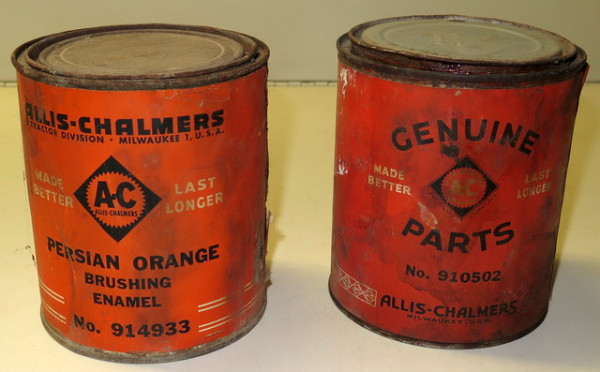 ALLIS-CHALMERS
TRACTOR DIVISION · MILWAUKEE 1, U.S.A.
MADE BETTER
A-C
ALLIS-CHALMERS
LAST LONGER
PERSIAN ORANGE
BRUSHING
ENAMEL
No. 914933
GENUINE
MADE BETTER
A-C
LAST LONGER
PARTS
No. 910502
ALLIS-CHALMERS
MILWAUKEE, U.S.A.